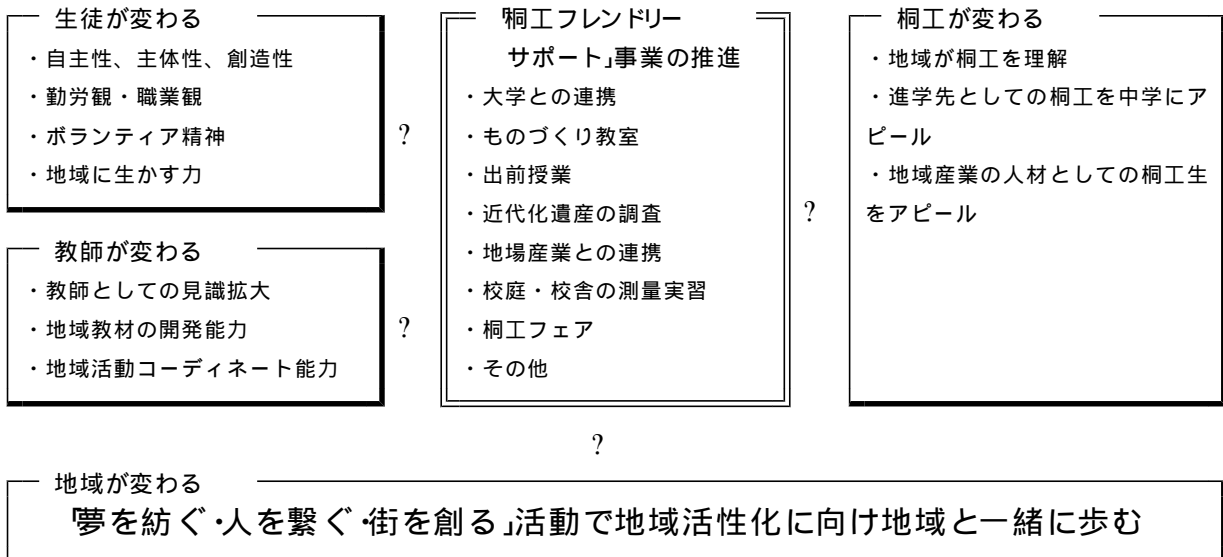 生徒が変わる
・自主性、主体性、創造性
・勤労観・職業観
・ボランティア精神
・地域に生かす力
?
教師が変わる
・教師としての見識拡大
・地域教材の開発能力
・地域活動コーディネート能力
?
「桐工フレンドリー
サポート」事業の推進
・大学との連携
・ものづくり教室
・出前授業
・近代化遺産の調査
・地場産業との連携
・校庭・校舎の測量実習
・桐工フェア
・その他
?
桐工が変わる
・地域が桐工を理解
・進学先としての桐工を中学にア
ピール
・地域産業の人材としての桐工生
をアピール
?
地域が変わる
「夢を紡ぐ・人を繋ぐ・街を創る」活動で地域活性化に向け地域と一緒に歩む